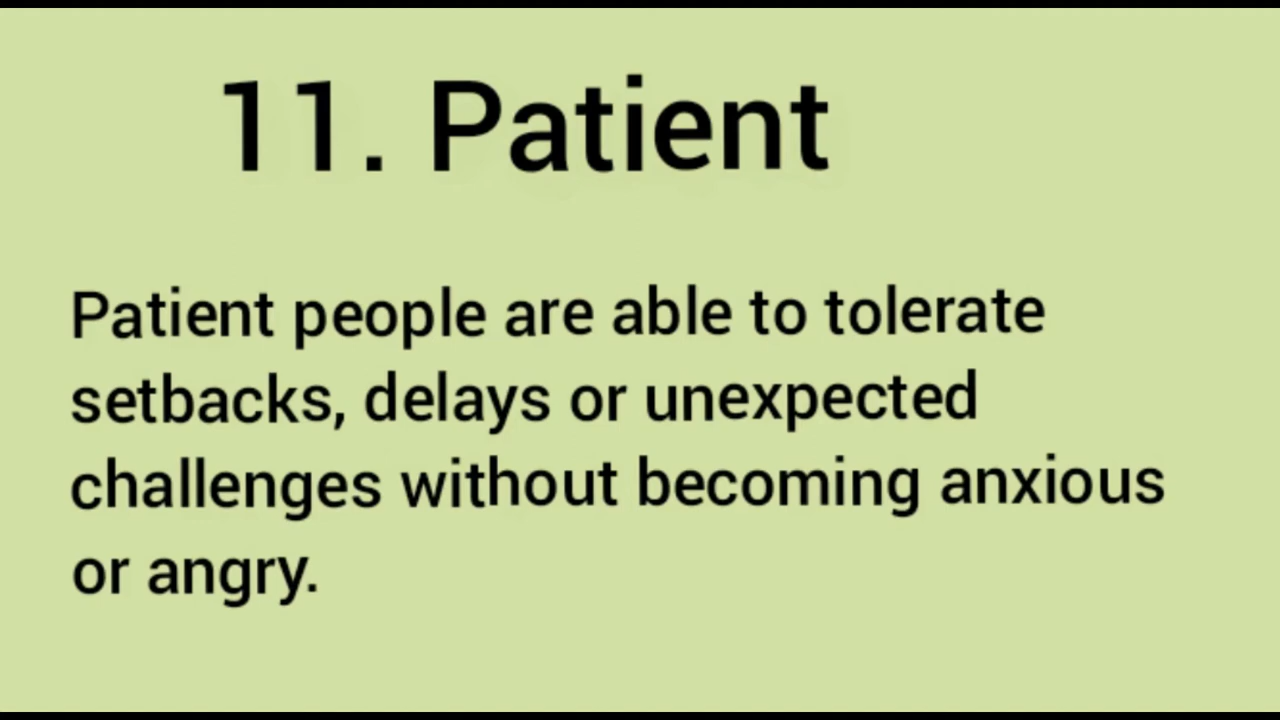 11. Patient
Patient people are able to tolerate
setbacks, delays or unexpected
challenges without becoming anxious
or angry.